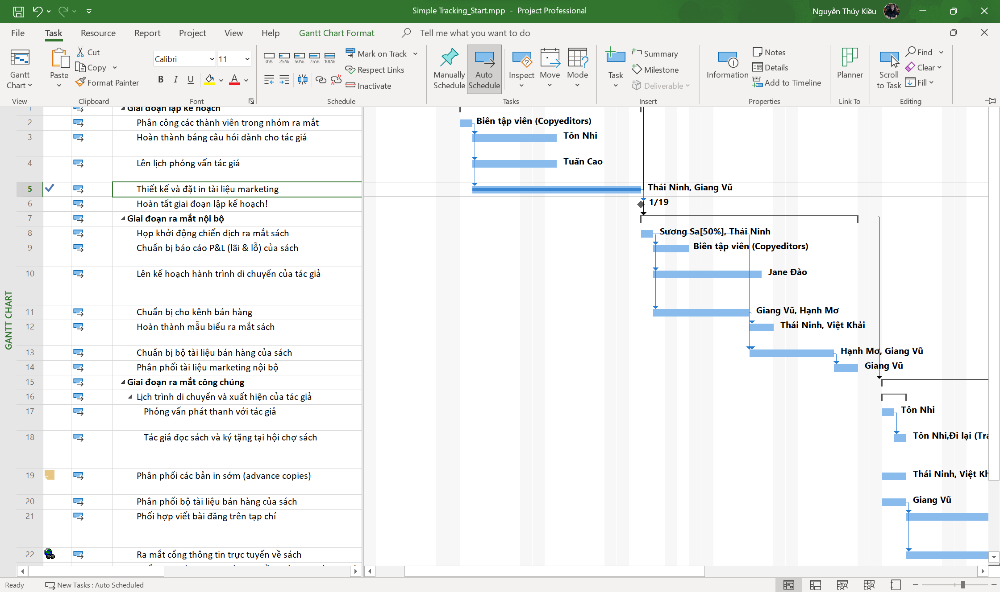 Simple Tracking_Start.mpp - Project Professional
Nguyễn Thúy Kiều
File Task Resource Report Project View Help Gantt Chart Format Tell me what you want to do
Gantt Chart
View
Paste
Cut
Copy
Format Painter
Clipboard
Calibri 11
B I U A
Font
0% 25% 50% 75% 100%
Mark on Track
Respect Links
Inactivate
Schedule
Manually Schedule
Auto Schedule
Inspect
Move
Mode
Tasks
Task
Summary
Milestone
Deliverable
Insert
Information
Notes
Details
Add to Timeline
Properties
Planner
Link To
Scroll to Task
Find
Clear
Fill
Editing
GANTT CHART
1 Giai đoạn lập kế hoạch
2 Phân công các thành viên trong nhóm ra mắt Biên tập viên (Copyeditors)
3 Hoàn thành bảng câu hỏi dành cho tác giả Tôn Nhi
4 Lên lịch phỏng vấn tác giả Tuấn Cao
5 Thiết kế và đặt in tài liệu marketing Thái Ninh, Giang Vũ
6 Hoàn tất giai đoạn lập kế hoạch! 1/19
7 Giai đoạn ra mắt nội bộ
8 Họp khởi động chiến dịch ra mắt sách Sương Sa[50%], Thái Ninh
9 Chuẩn bị báo cáo P&L (lãi & lỗ) của sách Biên tập viên (Copyeditors)
10 Lên kế hoạch hành trình di chuyển của tác giả Jane Đào
11 Chuẩn bị cho kênh bán hàng Giang Vũ, Hạnh Mơ
12 Hoàn thành mẫu biểu ra mắt sách Thái Ninh, Việt Khải
13 Chuẩn bị bộ tài liệu bán hàng của sách Hạnh Mơ, Giang Vũ
14 Phân phối tài liệu marketing nội bộ Giang Vũ
15 Giai đoạn ra mắt công chúng
16 Lịch trình di chuyển và xuất hiện của tác giả
17 Phỏng vấn phát thanh với tác giả Tôn Nhi
18 Tác giả đọc sách và ký tặng tại hội chợ sách Tôn Nhi,Đi lại (Tra
19 Phân phối các bản in sớm (advance copies) Thái Ninh, Việt Kh
20 Phân phối bộ tài liệu bán hàng của sách Giang Vũ
21 Phối hợp viết bài đăng trên tạp chí
22 Ra mắt cổng thông tin trực tuyến về sách
Ready New Tasks : Auto Scheduled